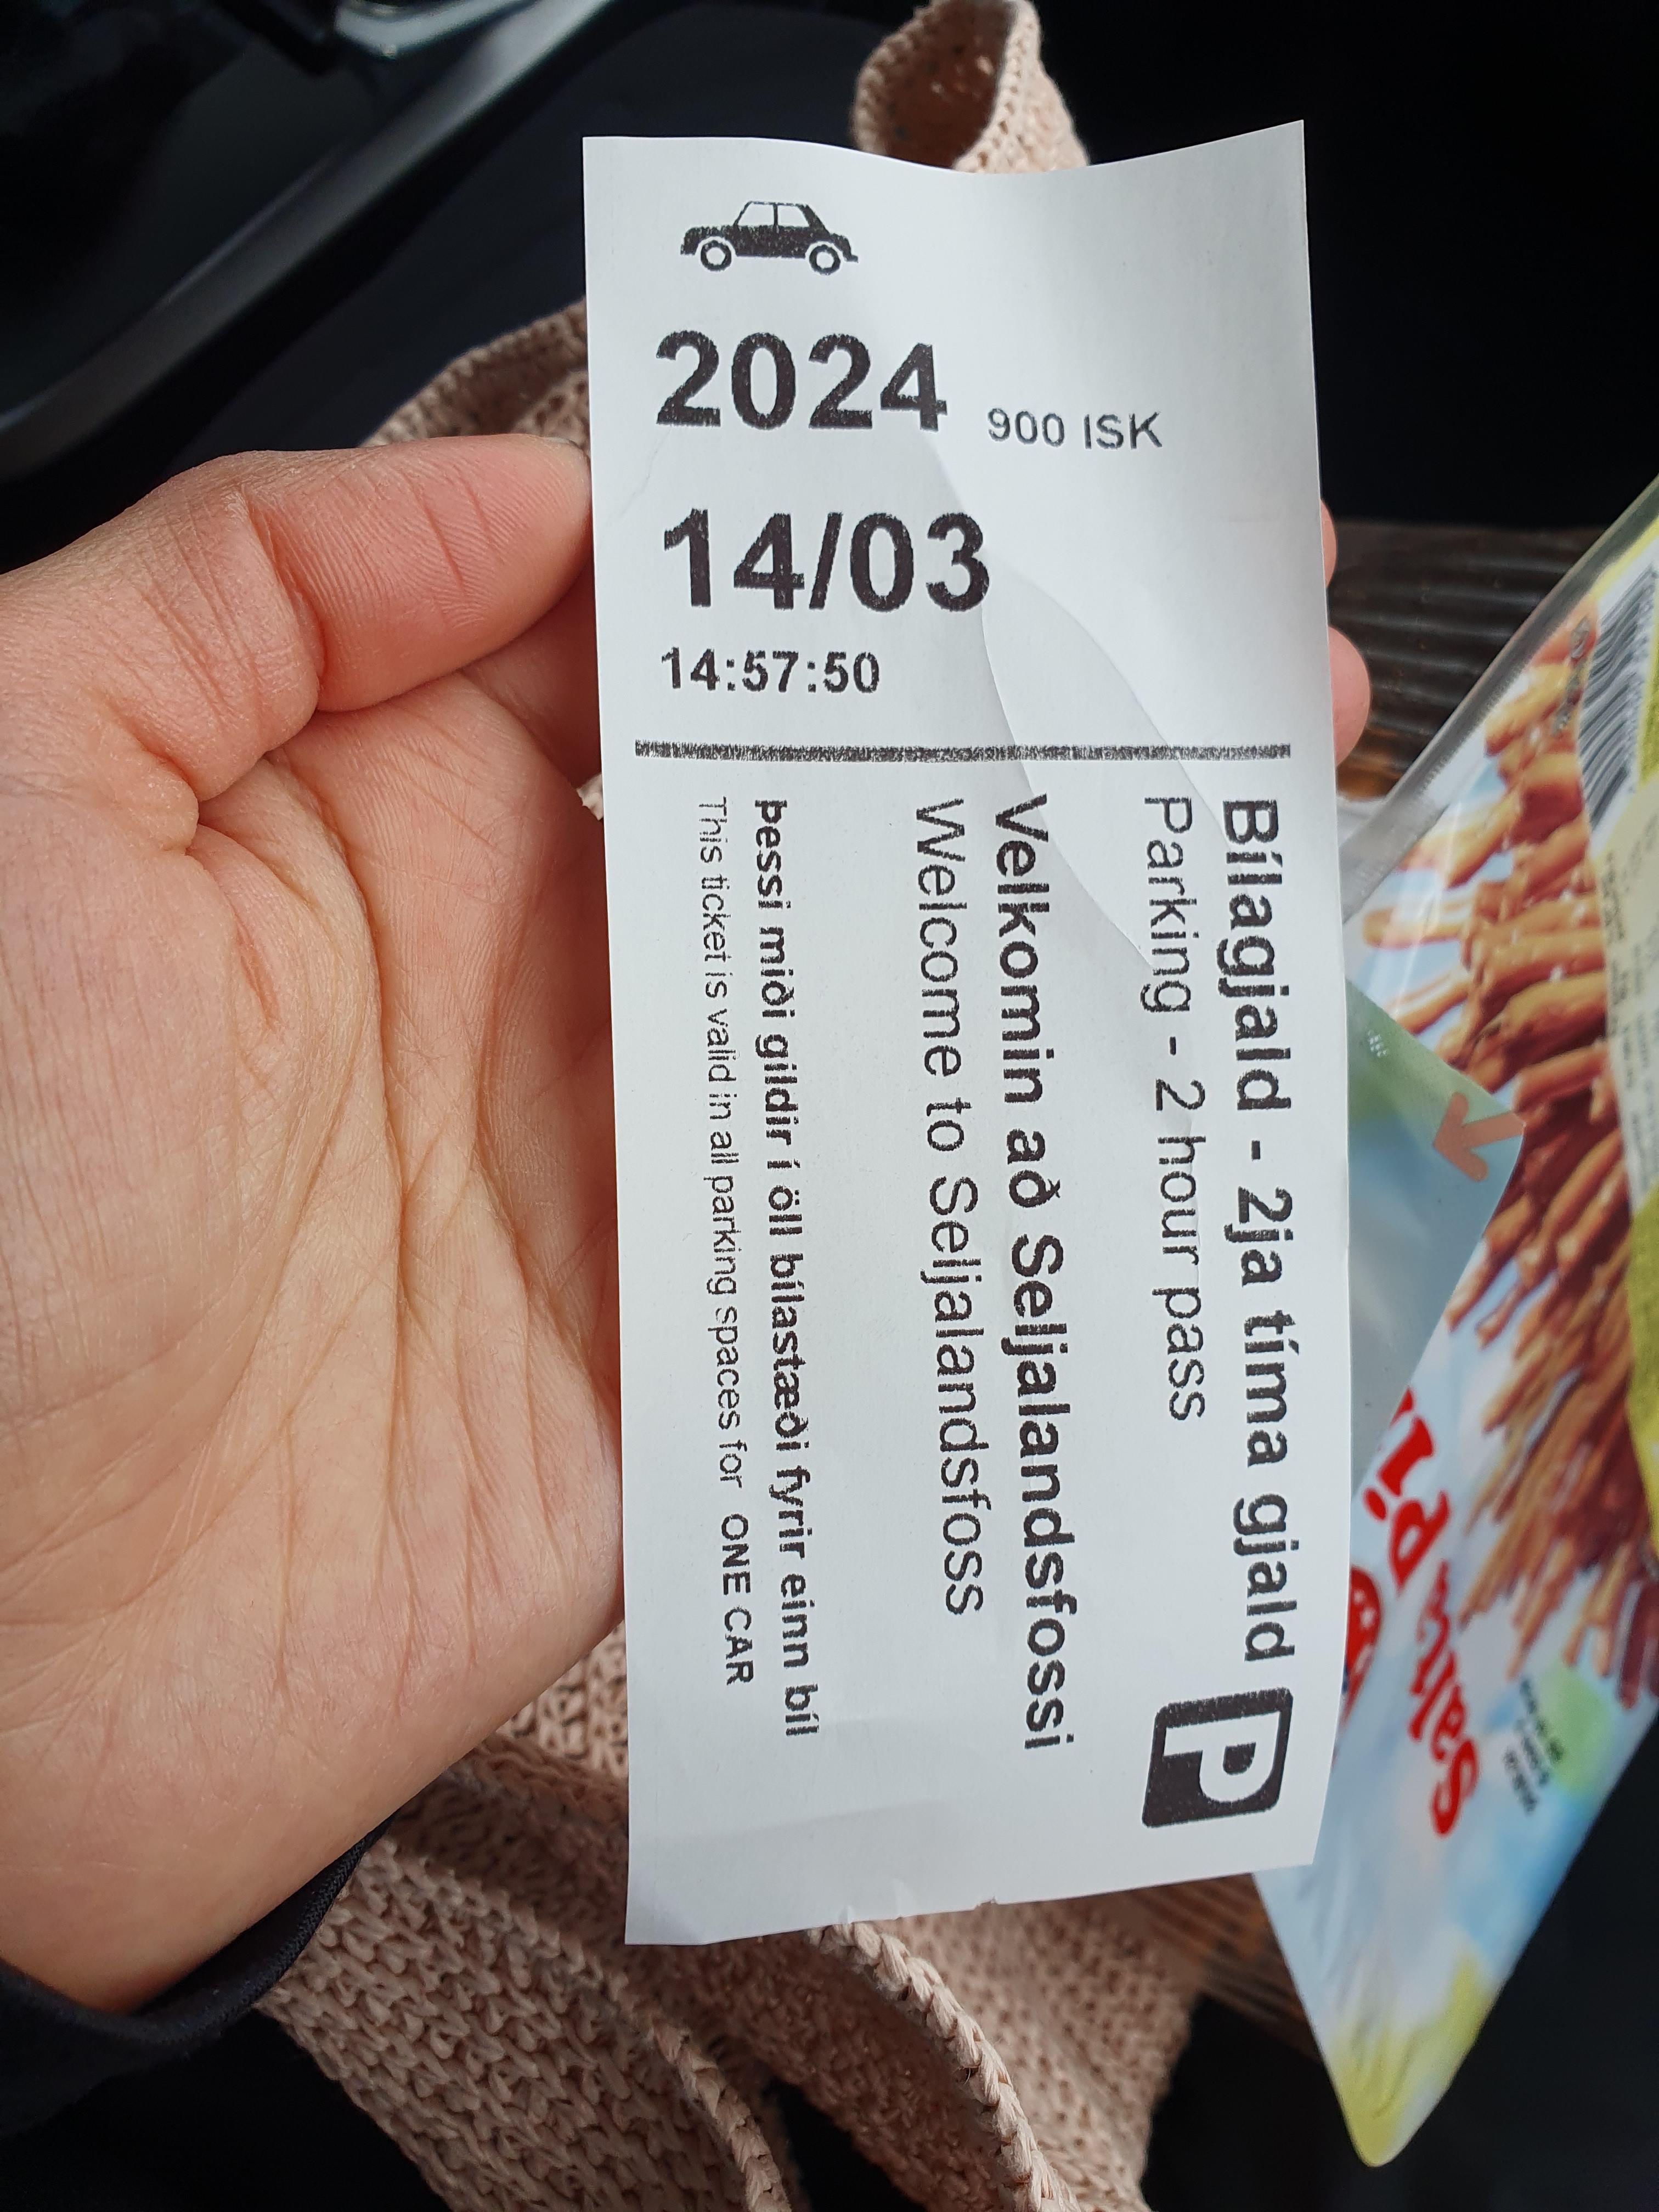 2024 900 ISK
14/03
14:57:50
Bílagjald - 2ja tíma gjald
Parking - 2 hour pass
P
Velkomin að Seljalandsfossi
Welcome to Seljalandsfoss
Þessi miði gildir í öll bílastæði fyrir einn bíl
This ticket is valid in all parking spaces for ONE CAR